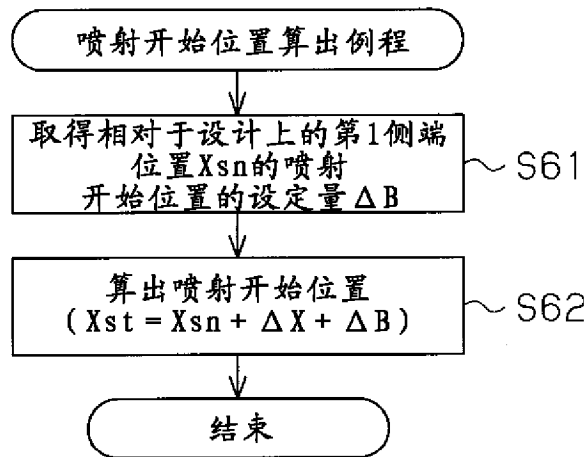 喷射开始位置算出例程
取得相对于设计上的第1侧端
位置Xsn的喷射
开始位置的设定量ΔB
S61
算出喷射开始位置
(Xst=Xsn+ΔX+ΔB)
S62
结束